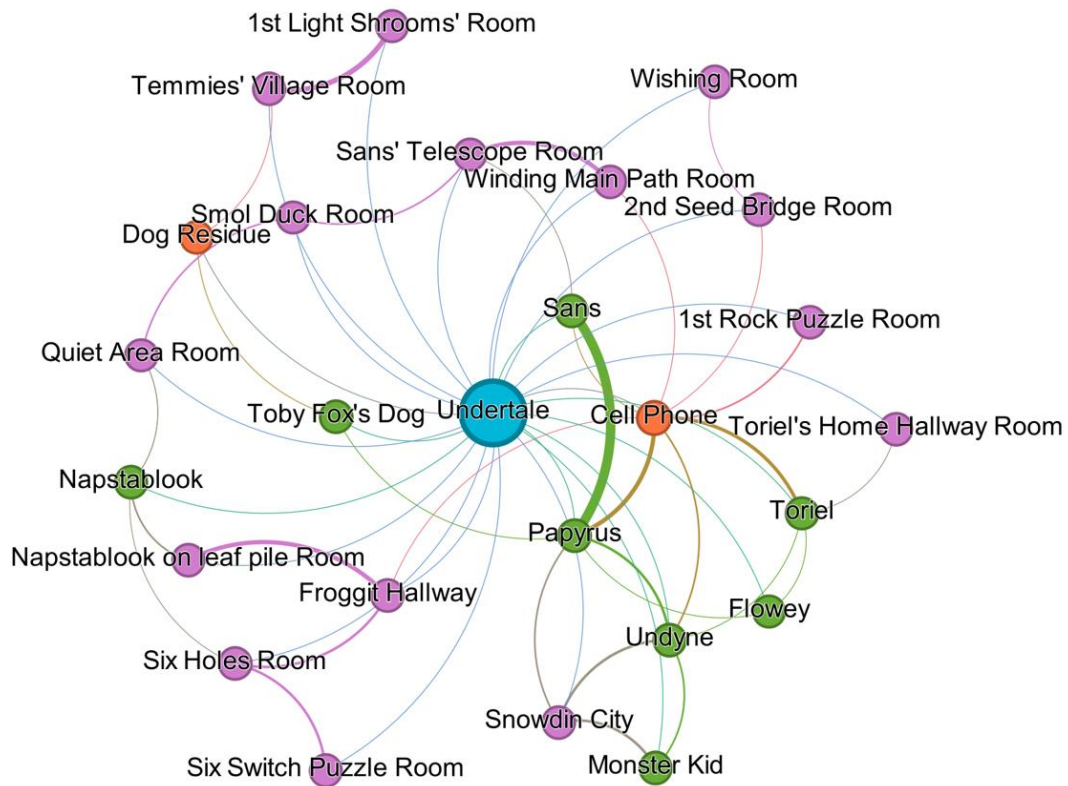 1st Light Shrooms' Room
Temmies' Village Room
Wishing Room
Sans' Telescope Room
Winding Main Path Room
2nd Seed Bridge Room
Smol Duck Room
Dog Residue
Sans
1st Rock Puzzle Room
Quiet Area Room
Toby Fox's Dog
Undertale
Cell Phone
Toriel's Home Hallway Room
Napstablook
Toriel
Papyrus
Napstablook on leaf pile Room
Froggit Hallway
Flowey
Undyne
Six Holes Room
Snowdin City
Six Switch Puzzle Room
Monster Kid